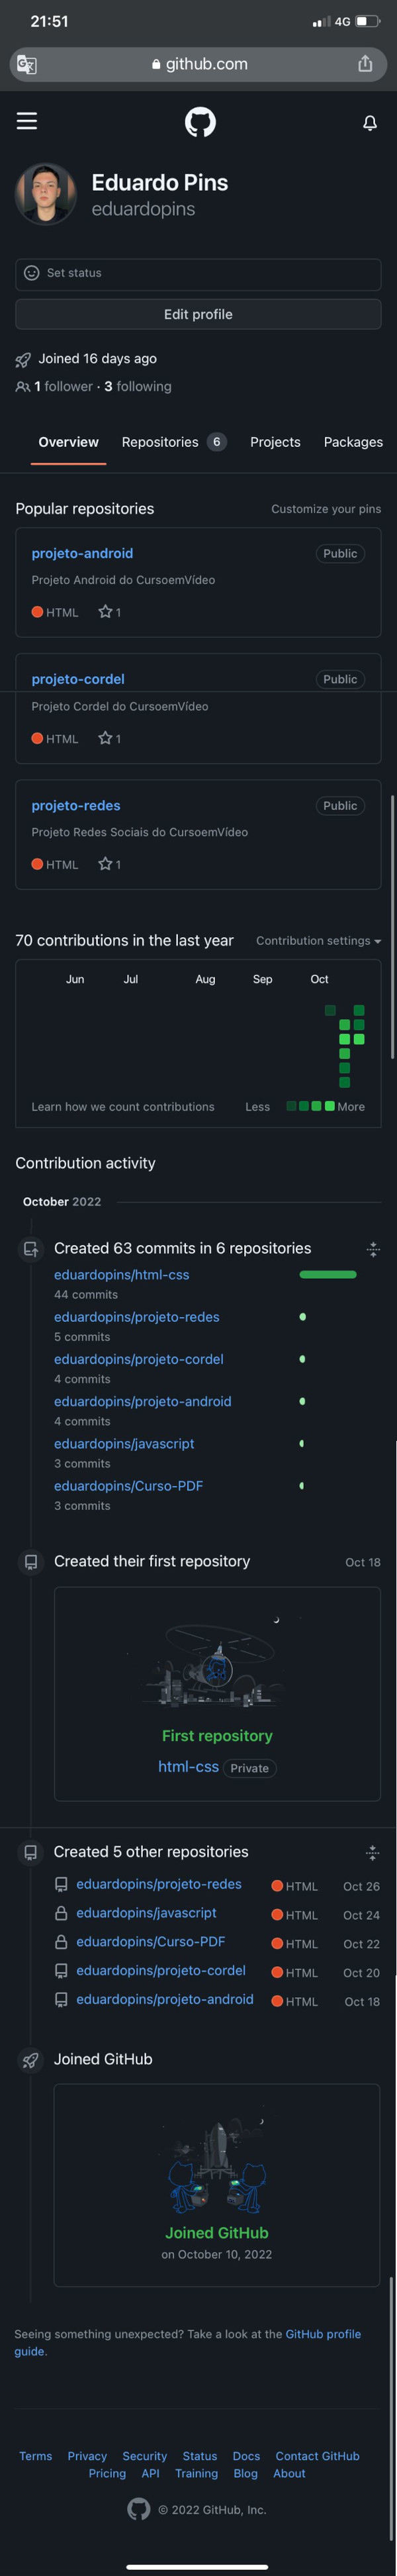 21:51
4G
github.com
Eduardo Pins
eduardopins
Set status
Edit profile
Joined 16 days ago
1 follower · 3 following
Overview Repositories 6 Projects Packages
Popular repositories Customize your pins
projeto-android Public
Projeto Android do CursoemVídeo
HTML 1
projeto-cordel Public
Projeto Cordel do CursoemVídeo
HTML 1
projeto-redes Public
Projeto Redes Sociais do CursoemVídeo
HTML 1
70 contributions in the last year Contribution settings
Jun Jul Aug Sep Oct
Learn how we count contributions Less More
Contribution activity
October 2022
Created 63 commits in 6 repositories
eduardopins/html-css
44 commits
eduardopins/projeto-redes
5 commits
eduardopins/projeto-cordel
4 commits
eduardopins/projeto-android
4 commits
eduardopins/javascript
3 commits
eduardopins/Curso-PDF
3 commits
Created their first repository Oct 18
First repository
html-css Private
Created 5 other repositories
eduardopins/projeto-redes HTML Oct 26
eduardopins/javascript HTML Oct 24
eduardopins/Curso-PDF HTML Oct 22
eduardopins/projeto-cordel HTML Oct 20
eduardopins/projeto-android HTML Oct 18
Joined GitHub
Joined GitHub
on October 10, 2022
Seeing something unexpected? Take a look at the GitHub profile
guide.
Terms Privacy Security Status Docs Contact GitHub
Pricing API Training Blog About
© 2022 GitHub, Inc.